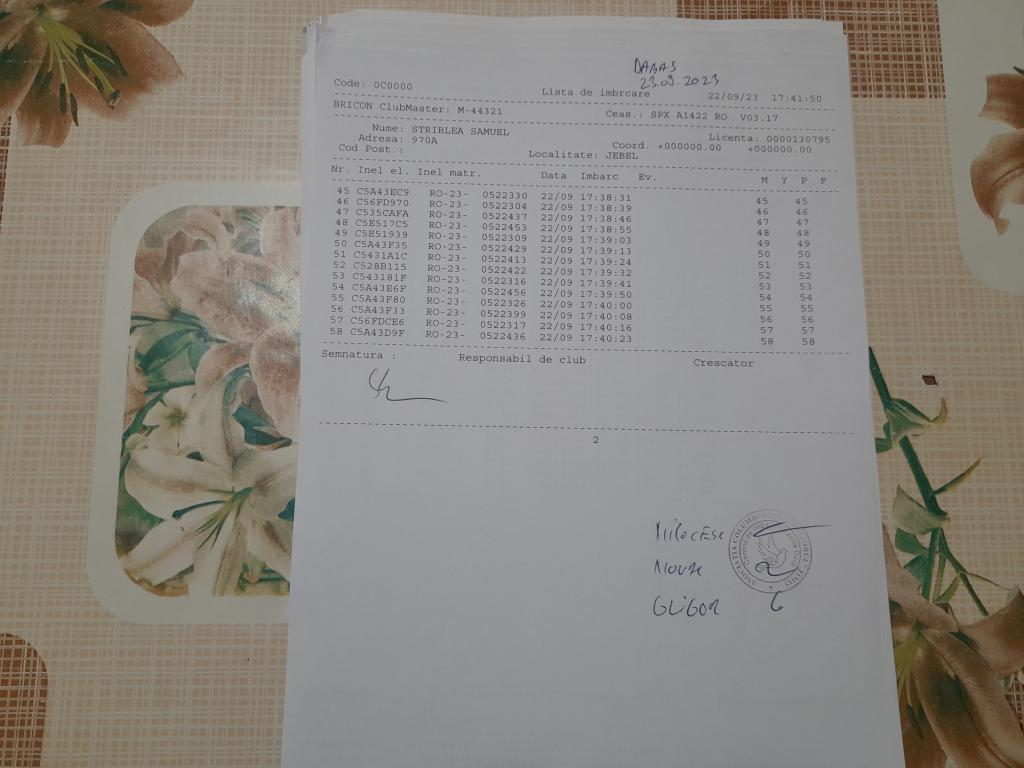 DABAS
23.09.2023
Code: 0C0000 Lista de imbrcare 22/09/23 17:41:50
BRICON ClubMaster: M-44321 Ceas.: SPX A1422 RO V03.17
Nume: STRIBLEA SAMUEL Licenta: 0000130795
Adresa: 970A Coord. +000000.00 +000000.00
Cod Post.: Localitate: JEBEL
Nr. Inel el. Inel matr. Data Imbarc Ev. M Y P F
45 C5A43EC9 RO-23- 0522330 22/09 17:38:31 45 45
46 C56FD970 RO-23- 0522304 22/09 17:38:39 46 46
47 C535CAFA RO-23- 0522437 22/09 17:38:46 47 47
48 C5E517C5 RO-23- 0522453 22/09 17:38:55 48 48
49 C5E51939 RO-23- 0522309 22/09 17:39:03 49 49
50 C5A43F35 RO-23- 0522429 22/09 17:39:13 50 50
51 C5431A1C RO-23- 0522413 22/09 17:39:24 51 51
52 C528B115 RO-23- 0522422 22/09 17:39:32 52 52
53 C543181F RO-23- 0522316 22/09 17:39:41 53 53
54 C5A43E6F RO-23- 0522456 22/09 17:39:50 54 54
55 C5A43F80 RO-23- 0522326 22/09 17:40:00 55 55
56 C5A43F33 RO-23- 0522399 22/09 17:40:08 56 56
57 C56FDCE6 RO-23- 0522317 22/09 17:40:16 57 57
58 C5A43D9F RO-23- 0522436 22/09 17:40:23 58 58
Semnatura : Responsabil de club Crescator
2
GLIGOR
ASOCIATIA